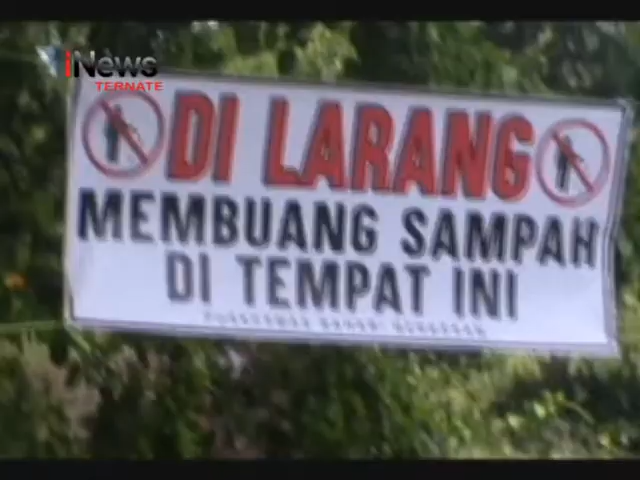 iNews
TERNATE
DI LARANG
MEMBUANG SAMPAH
DI TEMPAT INI